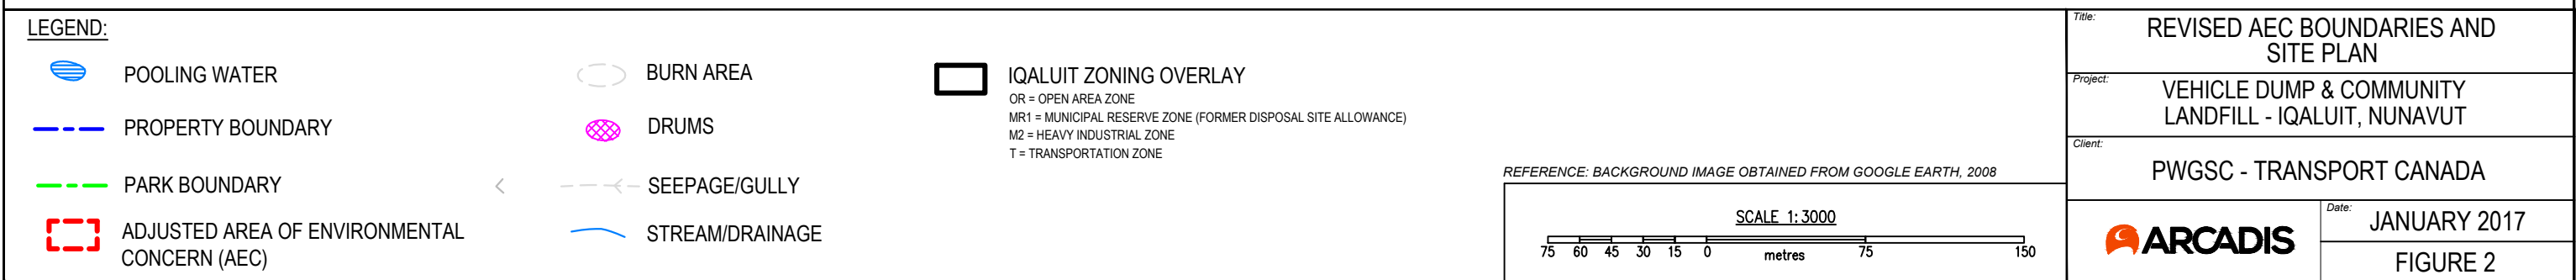 LEGEND:
POOLING WATER
PROPERTY BOUNDARY
PARK BOUNDARY
ADJUSTED AREA OF ENVIRONMENTAL
CONCERN (AEC)
BURN AREA
DRUMS
SEEPAGE/GULLY
STREAM/DRAINAGE
IQALUIT ZONING OVERLAY
OR = OPEN AREA ZONE
MR1 = MUNICIPAL RESERVE ZONE (FORMER DISPOSAL SITE ALLOWANCE)
M2 = HEAVY INDUSTRIAL ZONE
T = TRANSPORTATION ZONE
REFERENCE: BACKGROUND IMAGE OBTAINED FROM GOOGLE EARTH, 2008
SCALE 1:3000
75 60 45 30 15 0 75 150
metres
Title:
REVISED AEC BOUNDARIES AND
SITE PLAN
Project:
VEHICLE DUMP & COMMUNITY
LANDFILL - IQALUIT, NUNAVUT
Client:
PWGSC - TRANSPORT CANADA
ARCADIS
Date:
JANUARY 2017
FIGURE 2